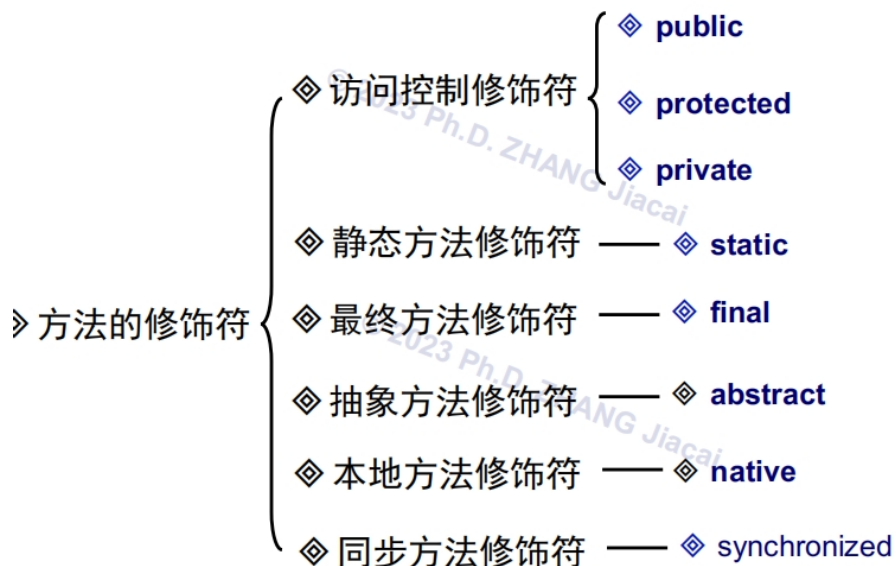 public
访问控制修饰符
protected
private
© 2023 Ph.D. ZHANG Jiacai
静态方法修饰符 static
方法的修饰符
最终方法修饰符 final
© 2023 Ph.D. ZHANG Jiacai
抽象方法修饰符 abstract
本地方法修饰符 native
同步方法修饰符 synchronized